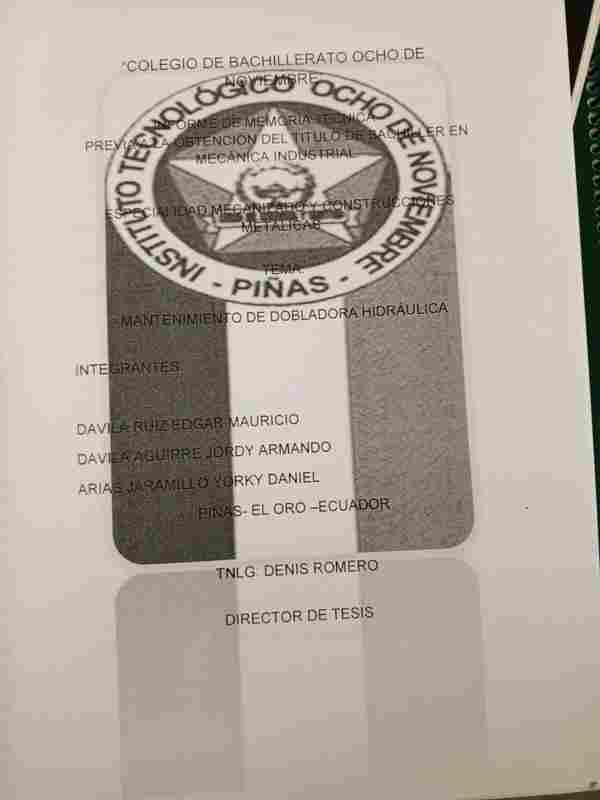 "COLEGIO DE BACHILLERATO OCHO DE
NOVIEMBRE"
INSTITUTO TECNOLÓGICO OCHO DE NOVIEMBRE
- PIÑAS -
INFORME DE MEMORIA TÉCNICA
PREVIA A LA OBTENCIÓN DEL TITULO DE BACHILLER EN
MECÁNICA INDUSTRIAL
ESPECIALIDAD MECANIZADO Y CONSTRUCCIONES
METÁLICAS
TEMA:
MANTENIMIENTO DE DOBLADORA HIDRÁULICA
INTEGRANTES:
DAVILA RUIZ EDGAR MAURICIO
DAVILA AGUIRRE JORDY ARMANDO
ARIAS JARAMILLO YORKY DANIEL
PIÑAS- EL ORO –ECUADOR
TNLG: DENIS ROMERO
DIRECTOR DE TESIS